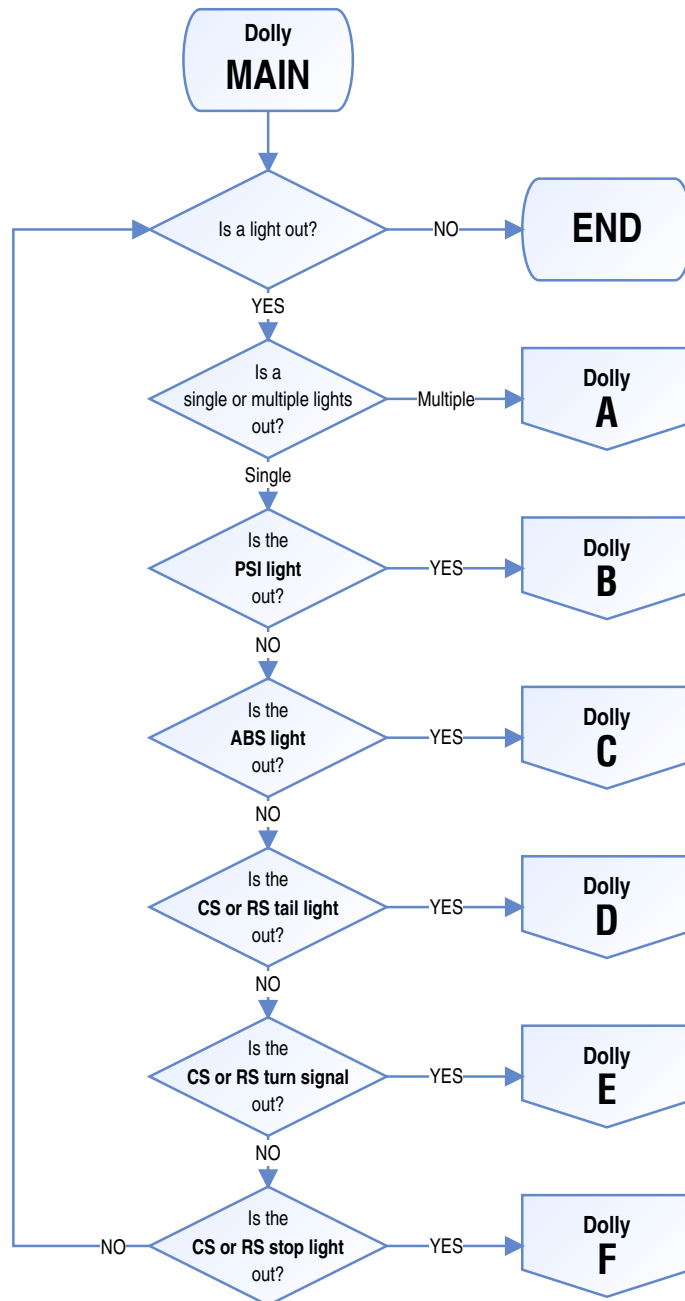 Dolly
MAIN
Is a light out?
NO
END
YES
Is a
single or multiple lights
out?
Multiple
Dolly
A
Single
Is the
PSI light
out?
YES
Dolly
B
NO
Is the
ABS light
out?
YES
Dolly
C
NO
Is the
CS or RS tail light
out?
YES
Dolly
D
NO
Is the
CS or RS turn signal
out?
YES
Dolly
E
NO
Is the
CS or RS stop light
out?
NO
YES
Dolly
F